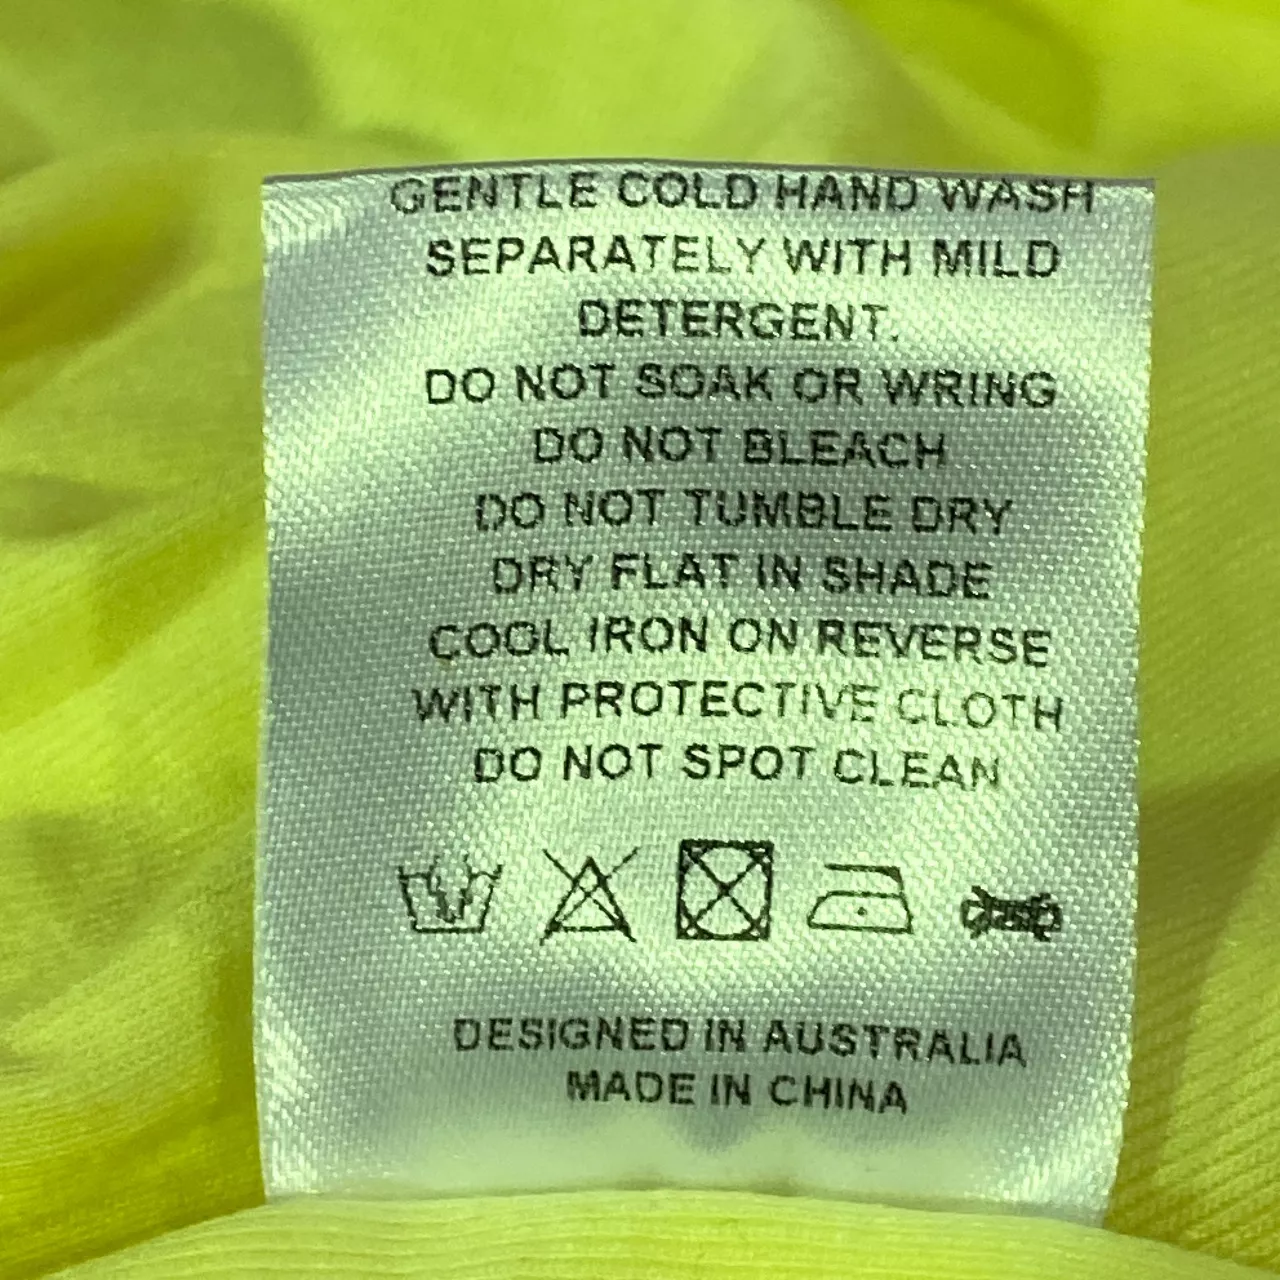 GENTLE COLD HAND WASH
SEPARATELY WITH MILD
DETERGENT.
DO NOT SOAK OR WRING
DO NOT BLEACH
DO NOT TUMBLE DRY
DRY FLAT IN SHADE
COOL IRON ON REVERSE
WITH PROTECTIVE CLOTH
DO NOT SPOT CLEAN
DESIGNED IN AUSTRALIA
MADE IN CHINA